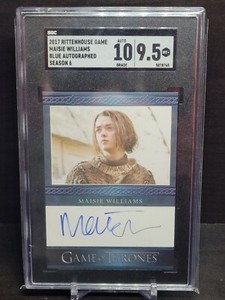 SGC
2017 RITTENHOUSE GAME
MAISIE WILLIAMS
BLUE AUTOGRAPHED
SEASON 6
AUTO
10
GRADE
9.5
MAISIE WILLIAMS
GAME OF THRONES